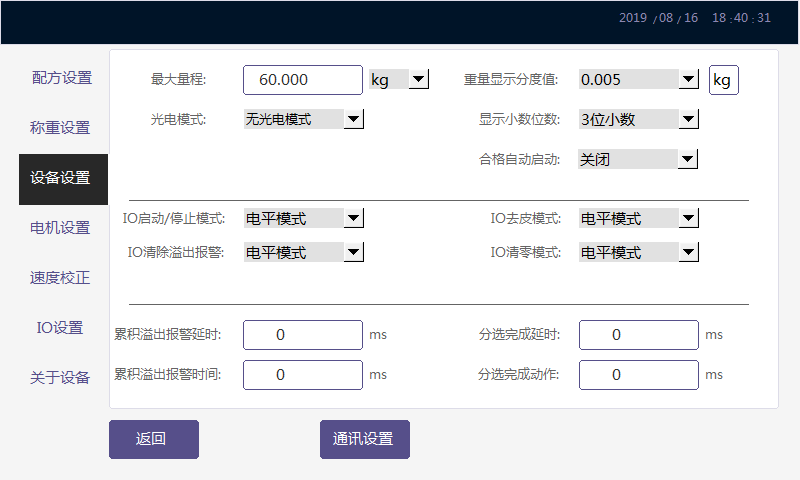 2019 / 08 / 16 18 : 40 : 31
配方设置
称重设置
设备设置
电机设置
速度校正
IO设置
关于设备
最大量程: 60.000 kg 重量显示分度值: 0.005 kg
光电模式: 无光电模式 显示小数位数: 3位小数
合格自动启动: 关闭
IO启动/停止模式: 电平模式 IO去皮模式: 电平模式
IO清除溢出报警: 电平模式 IO清零模式: 电平模式
累积溢出报警延时: 0 ms 分选完成延时: 0 ms
累积溢出报警时间: 0 ms 分选完成动作: 0 ms
返回 通讯设置